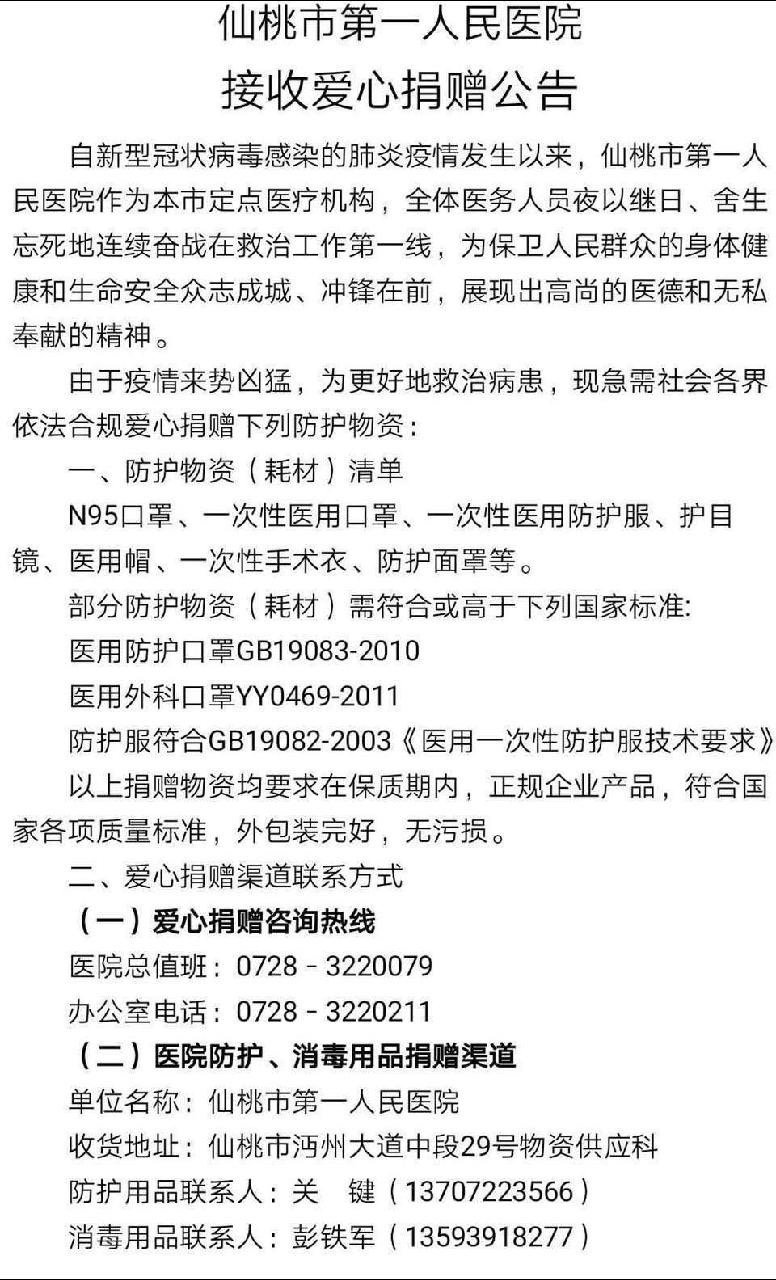 仙桃市第一人民医院
接收爱心捐赠公告
自新型冠状病毒感染的肺炎疫情发生以来，仙桃市第一人
民医院作为本市定点医疗机构，全体医务人员夜以继日、舍生
忘死地连续奋战在救治工作第一线，为保卫人民群众的身体健
康和生命安全众志成城、冲锋在前，展现出高尚的医德和无私
奉献的精神。
由于疫情来势凶猛，为更好地救治病患，现急需社会各界
依法合规爱心捐赠下列防护物资：
一、防护物资（耗材）清单
N95口罩、一次性医用口罩、一次性医用防护服、护目
镜、医用帽、一次性手术衣、防护面罩等。
部分防护物资（耗材）需符合或高于下列国家标准:
医用防护口罩GB19083-2010
医用外科口罩YY0469-2011
防护服符合GB19082-2003《医用一次性防护服技术要求》
以上捐赠物资均要求在保质期内，正规企业产品，符合国
家各项质量标准，外包装完好，无污损。
二、爱心捐赠渠道联系方式
（一）爱心捐赠咨询热线
医院总值班：0728－3220079
办公室电话：0728－3220211
（二）医院防护、消毒用品捐赠渠道
单位名称：仙桃市第一人民医院
收货地址：仙桃市沔州大道中段29号物资供应科
防护用品联系人：关　键（13707223566）
消毒用品联系人：彭铁军（13593918277）